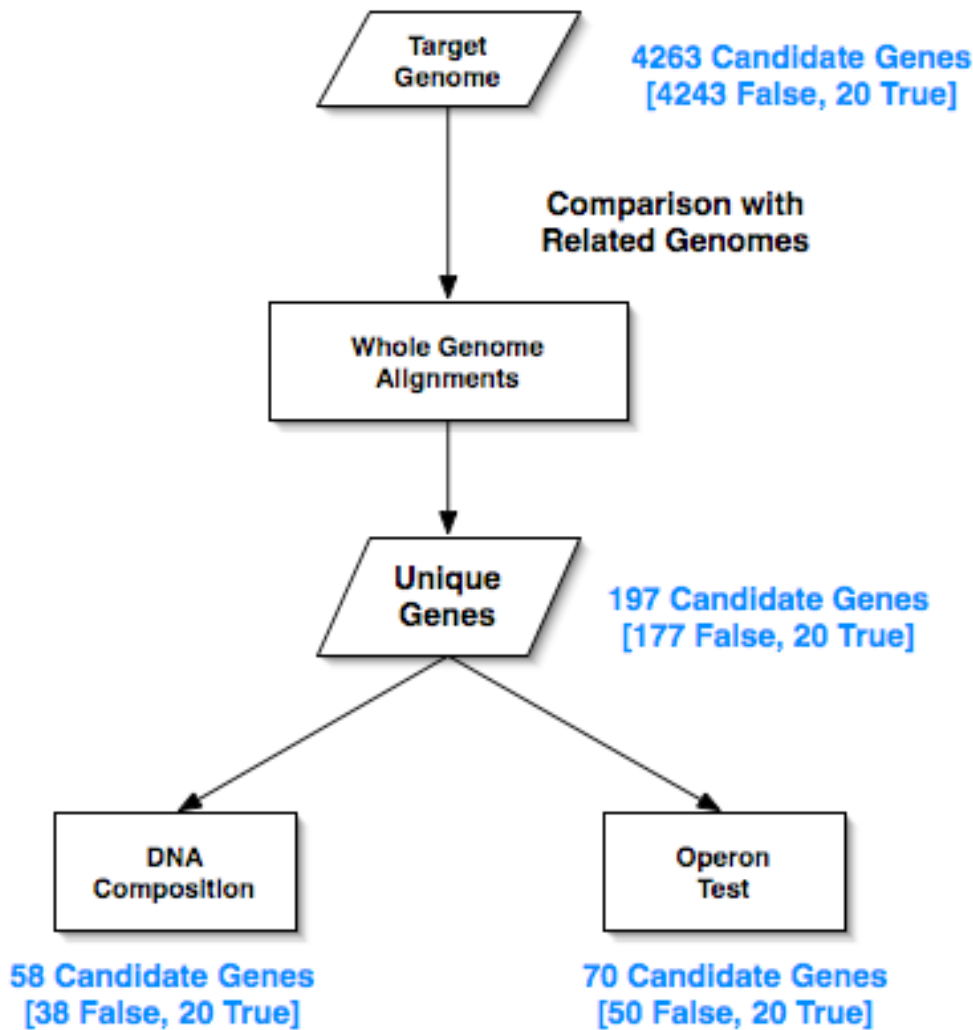 Target
Genome
4263 Candidate Genes
[4243 False, 20 True]
Comparison with
Related Genomes
Whole Genome
Alignments
Unique
Genes
197 Candidate Genes
[177 False, 20 True]
DNA
Composition
Operon
Test
58 Candidate Genes
[38 False, 20 True]
70 Candidate Genes
[50 False, 20 True]